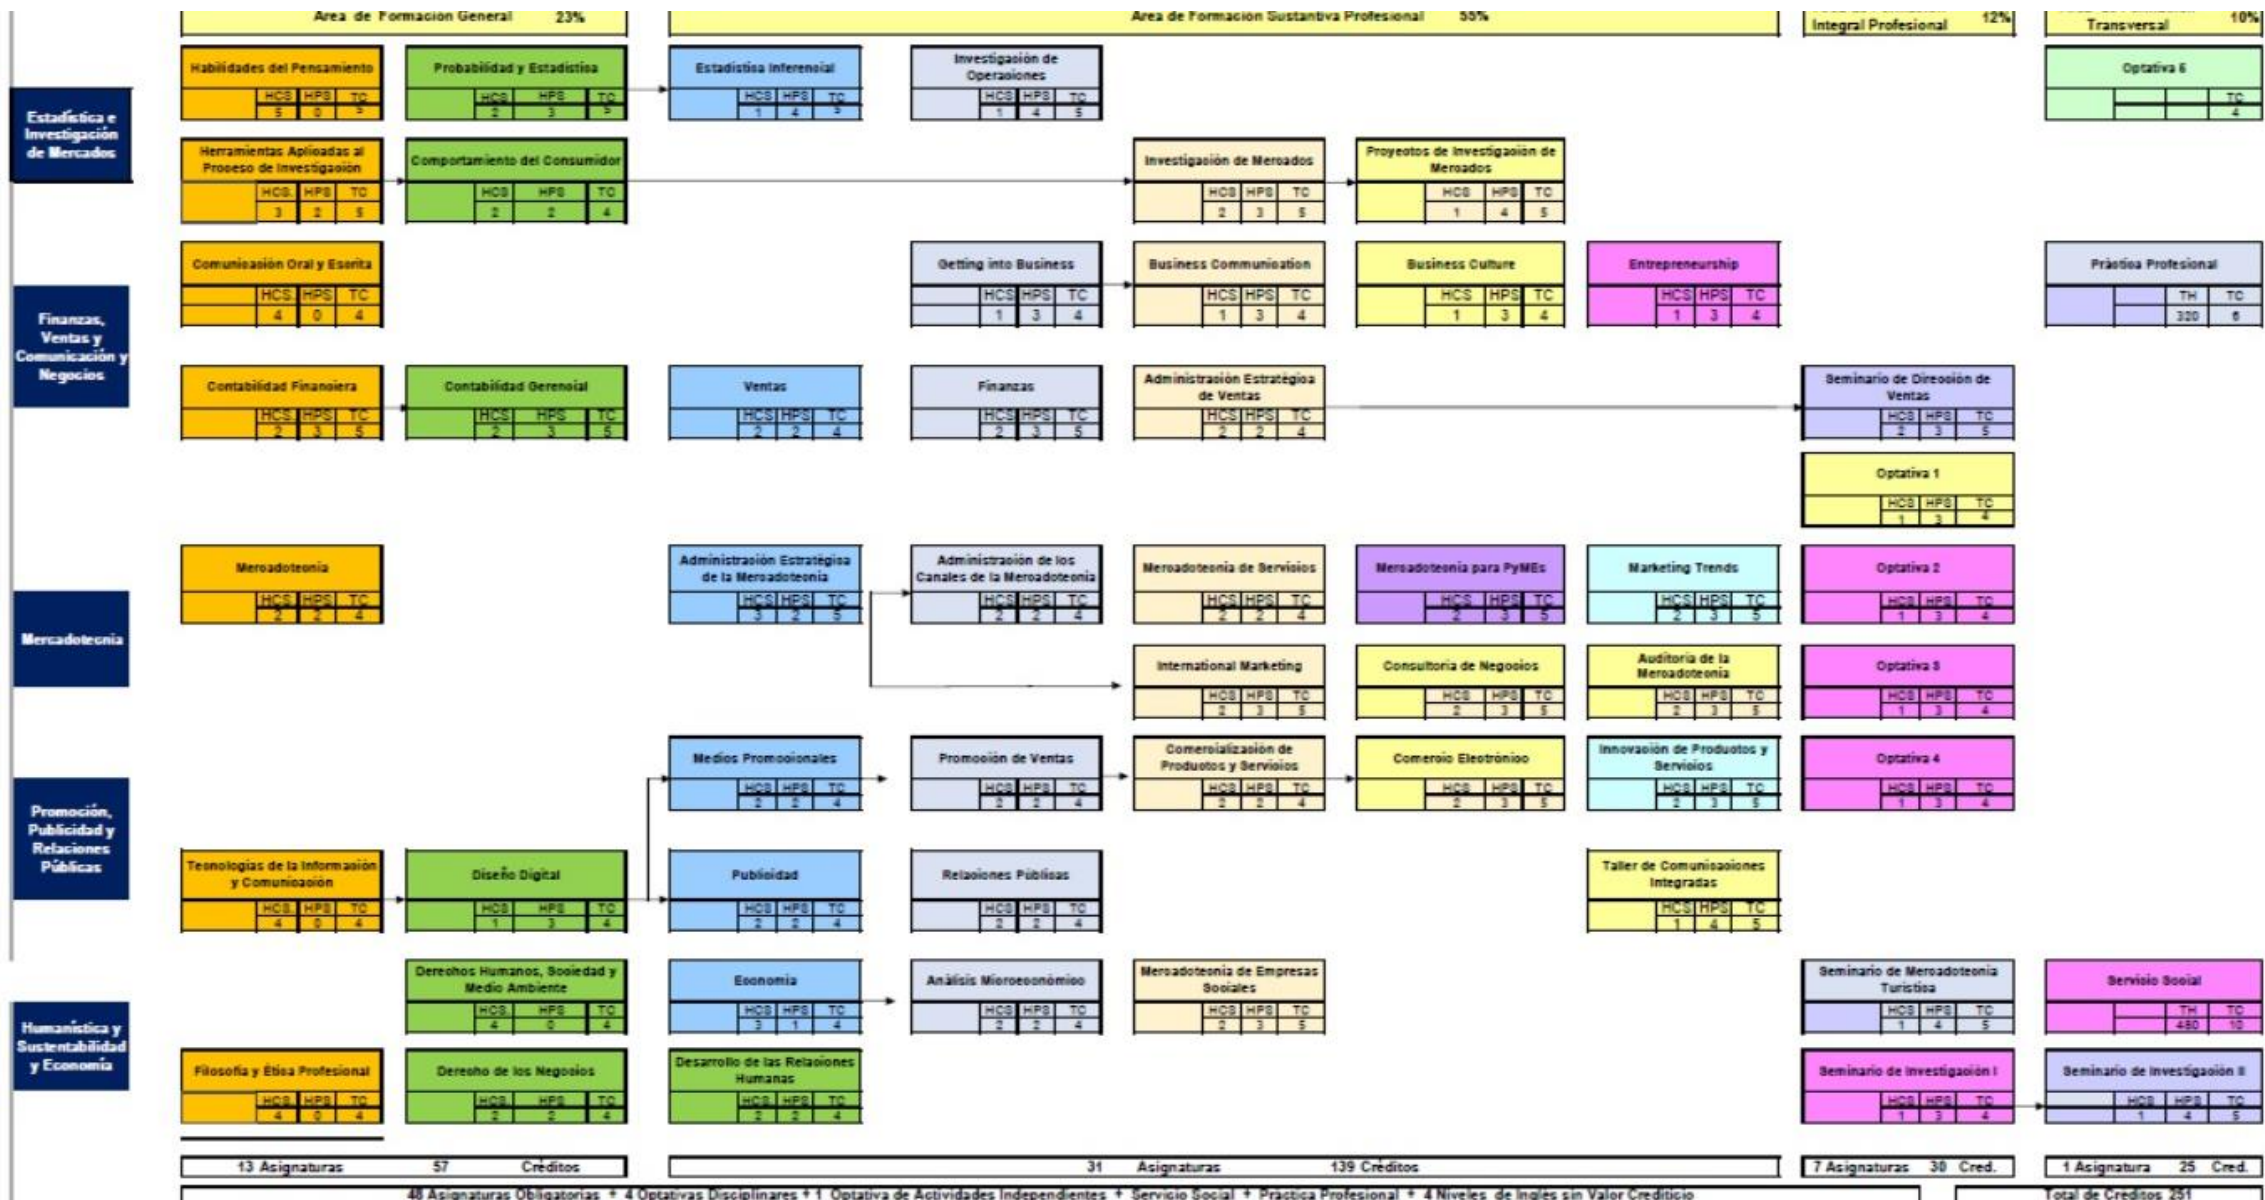 Area de Formación General 23%
Area de Formación Sustantiva Profesional 55%
Integral Profesional 12%
Transversal 10%
Estadística e
Investigación
de Mercados
Habilidades del Pensamiento
HCS HPS TC
5 0 5
Probabilidad y Estadística
HCS HPS TC
2 3 5
Estadística Inferencial
HCS HPS TC
1 4 5
Investigación de
Operaciones
HCS HPS TC
1 4 5
Optativa 5
TC
4
Herramientas Aplicadas al
Proceso de Investigación
HCS. HPS TC
3 2 5
Comportamiento del Consumidor
HCS HPS TC
2 2 4
Investigación de Mercados
HCS HPS TC
2 3 5
Proyectos de Investigación de
Mercados
HCS HPS TC
1 4 5
Finanzas,
Ventas y
Comunicación y
Negocios
Comunicación Oral y Escrita
HCS. HPS TC
4 0 4
Getting into Business
HCS HPS TC
1 3 4
Business Communication
HCS HPS TC
1 3 4
Business Culture
HCS HPS TC
1 3 4
Entrepreneurship
HCS HPS TC
1 3 4
Práctica Profesional
TH TC
320 6
Contabilidad Financiera
HCS. HPS TC
2 3 5
Contabilidad Gerencial
HCS HPS TC
2 3 5
Ventas
HCS HPS TC
2 2 4
Finanzas
HCS HPS TC
2 3 5
Administración Estratégica
de Ventas
HCS HPS TC
2 2 4
Seminario de Dirección de
Ventas
HCS HPS TC
2 3 5
Optativa 1
HCS HPS TC
1 3 4
Mercadotecnia
Mercadotecnia
HCS HPS TC
2 2 4
Administración Estratégica
de la Mercadotecnia
HCS HPS TC
3 2 5
Administración de los
Canales de la Mercadotecnia
HCS HPS TC
2 2 4
Mercadotecnia de Servicios
HCS HPS TC
2 2 4
Mercadotecnia para PyMEs
HCS HPS TC
2 3 5
Marketing Trends
HCS HPS TC
2 3 5
Optativa 2
HCS HPS TC
1 3 4
International Marketing
HCS HPS TC
2 3 5
Consultoría de Negocios
HCS HPS TC
2 3 5
Auditoría de la
Mercadotecnia
HCS HPS TC
2 3 5
Optativa 3
HCS HPS TC
1 3 4
Promoción,
Publicidad y
Relaciones
Públicas
Medios Promocionales
HCS HPS TC
2 2 4
Promoción de Ventas
HCS HPS TC
2 2 4
Comercialización de
Productos y Servicios
HCS HPS TC
2 2 4
Comercio Electrónico
HCS HPS TC
2 3 5
Innovación de Productos y
Servicios
HCS HPS TC
2 3 5
Optativa 4
HCS HPS TC
1 3 4
Tecnologías de la Información
y Comunicación
HCS. HPS TC
4 0 4
Diseño Digital
HCS HPS TC
1 3 4
Publicidad
HCS HPS TC
2 2 4
Relaciones Públicas
HCS HPS TC
2 2 4
Taller de Comunicaciones
Integradas
HCS HPS TC
1 4 5
Humanística y
Sustentabilidad
y Economía
Derechos Humanos, Sociedad y
Medio Ambiente
HCS. HPS TC
4 0 4
Economía
HCS HPS TC
3 1 4
Análisis Microeconómico
HCS HPS TC
2 2 4
Mercadotecnia de Empresas
Sociales
HCS HPS TC
2 3 5
Seminario de Mercadotecnia
Turística
HCS HPS TC
1 4 5
Servicio Social
TH TC
480 10
Filosofía y Ética Profesional
HCS. HPS TC
4 0 4
Derecho de los Negocios
HCS. HPS TC
2 2 4
Desarrollo de las Relaciones
Humanas
HCS HPS TC
2 2 4
Seminario de Investigación I
HCS HPS TC
1 3 4
Seminario de Investigación II
HCS HPS TC
1 4 5
13 Asignaturas 57 Créditos
31 Asignaturas 139 Créditos
7 Asignaturas 30 Cred.
1 Asignatura 25 Cred.
48 Asignaturas Obligatorias + 4 Optativas Disciplinares + 1 Optativa de Actividades Independientes + Servicio Social + Práctica Profesional + 4 Niveles de Inglés sin Valor Crediticio
Total de Créditos 251